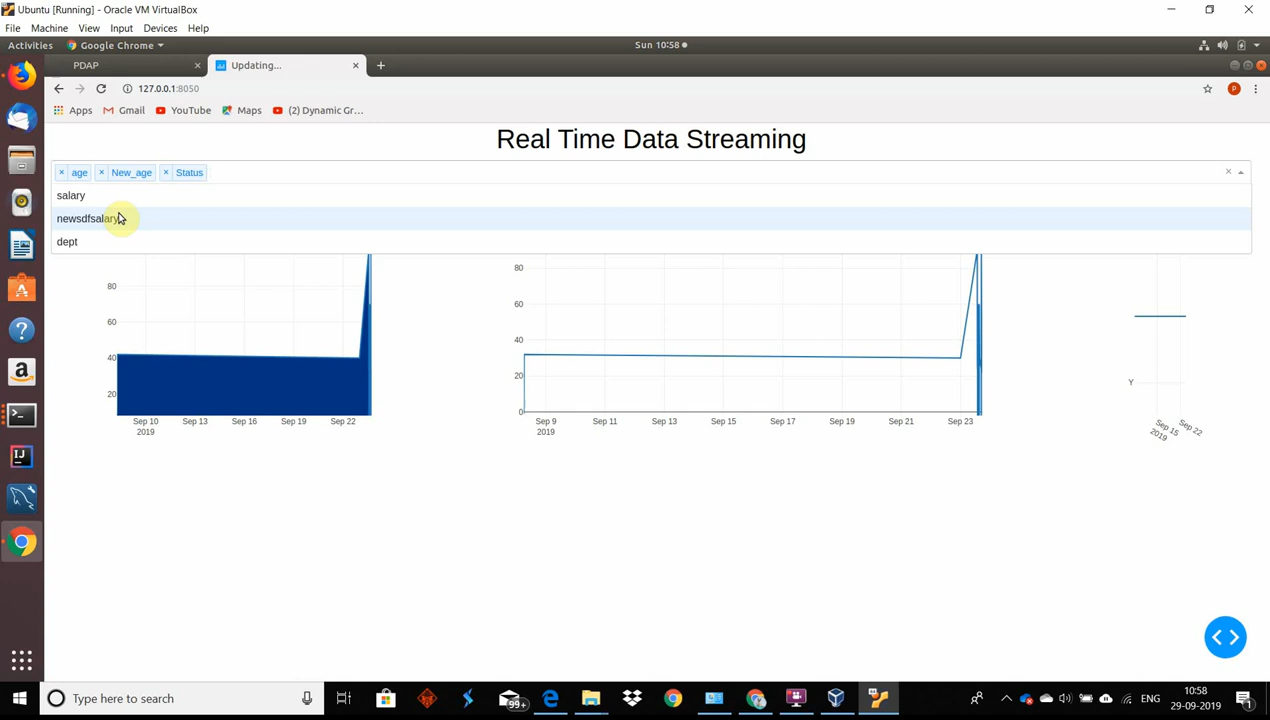 Ubuntu [Running] - Oracle VM VirtualBox
File Machine View Input Devices Help
Activities Google Chrome Sun 10:58
PDAP Updating...
127.0.0.1:8050
Apps Gmail YouTube Maps (2) Dynamic Gr...
P
Real Time Data Streaming
× age × New_age × Status
salary
newsdfsalary
dept
80
60
40
20
Sep 10 Sep 13 Sep 16 Sep 19 Sep 22
2019
80
60
40
20
0
Sep 9 Sep 11 Sep 13 Sep 15 Sep 17 Sep 19 Sep 21 Sep 23
2019
Y
Sep 15 Sep 22
2019
Type here to search
99+
ENG
10:58
29-09-2019
1